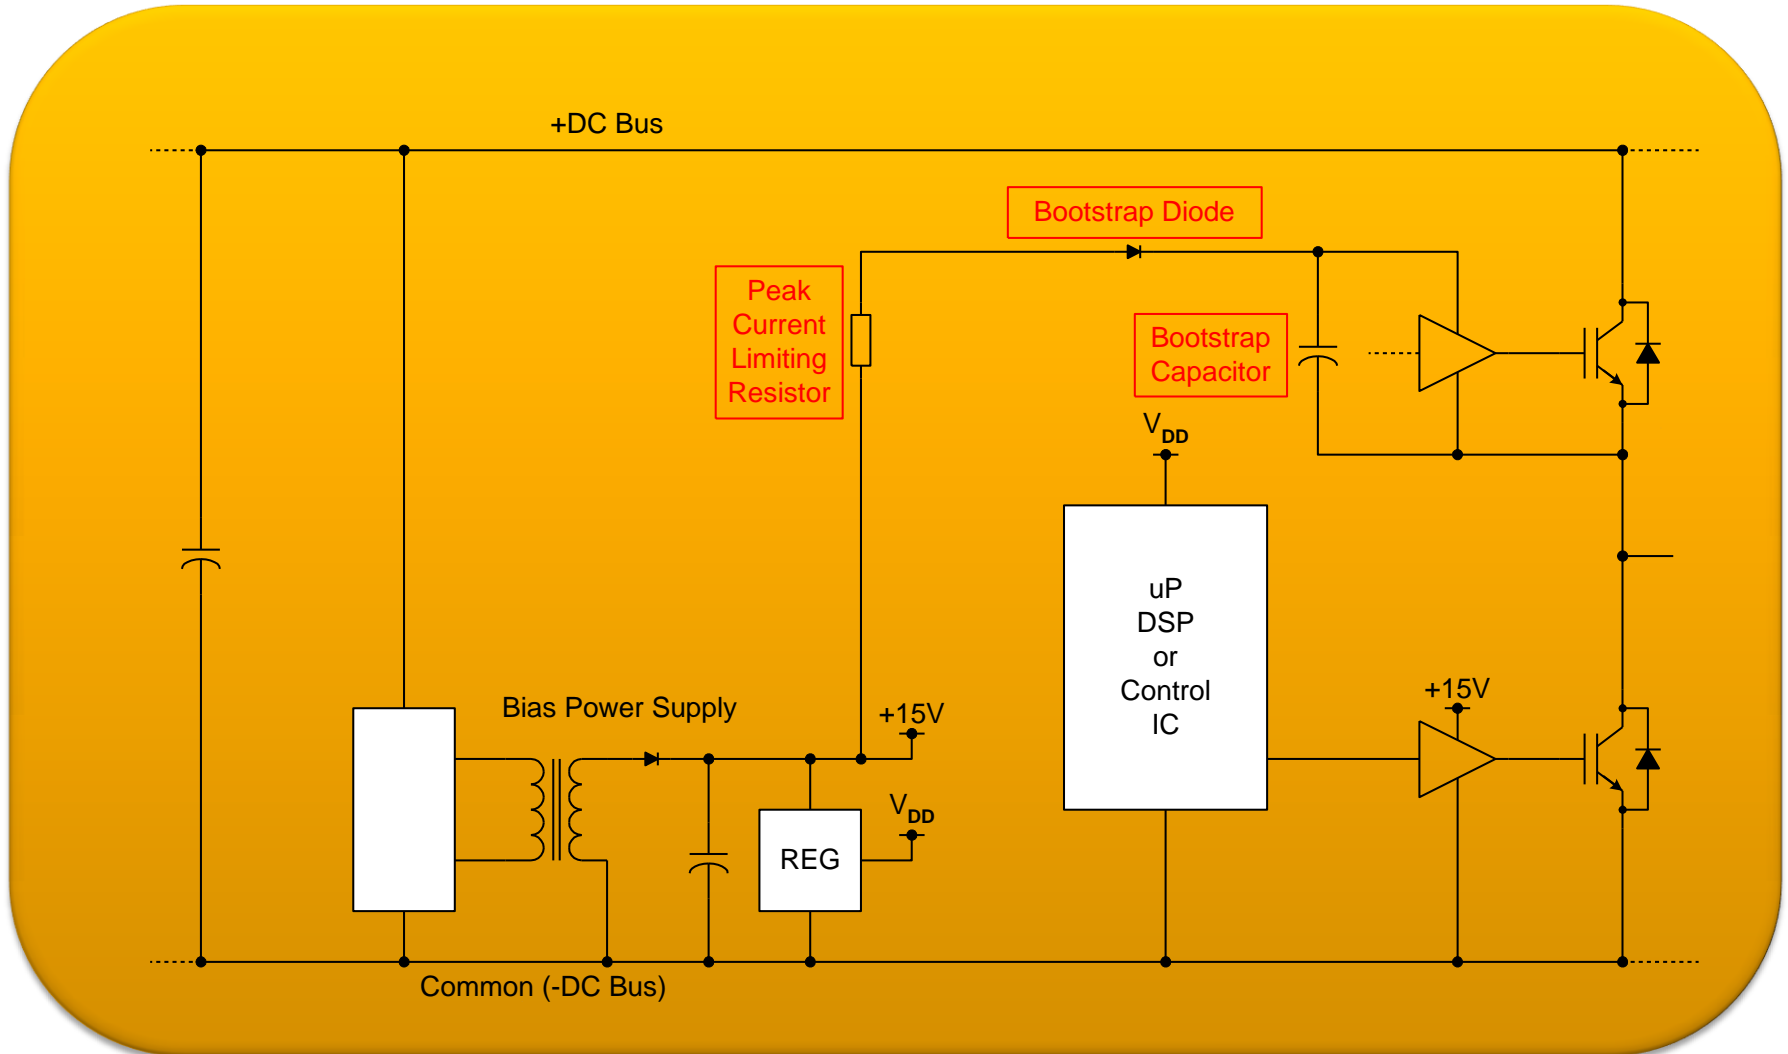 +DC Bus
Bootstrap Diode
Peak
Current
Limiting
Resistor
Bootstrap
Capacitor
VDD
uP
DSP
or
Control
IC
Bias Power Supply
+15V
+15V
VDD
REG
Common (-DC Bus)